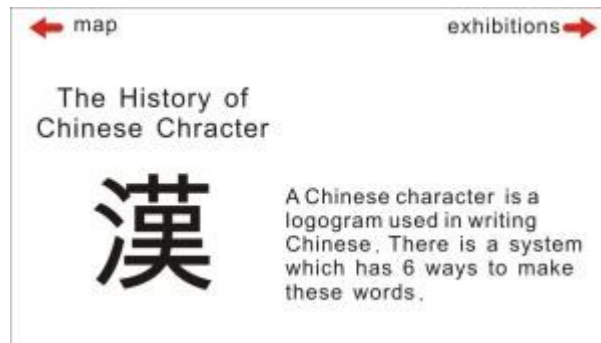 map
exhibitions
The History of
Chinese Chracter
漢
A Chinese character is a
logogram used in writing
Chinese. There is a system
which has 6 ways to make
these words.